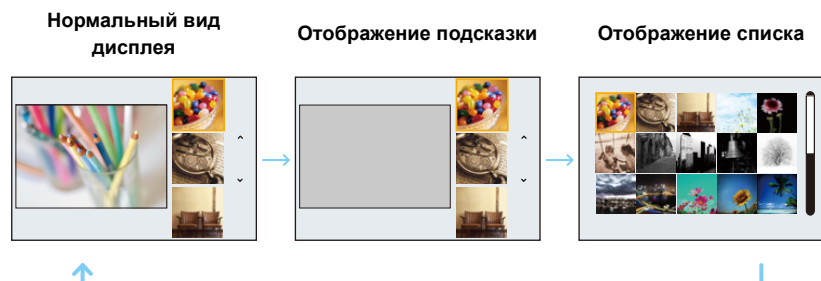 Нормальный вид
дисплея
Отображение подсказки
Отображение списка